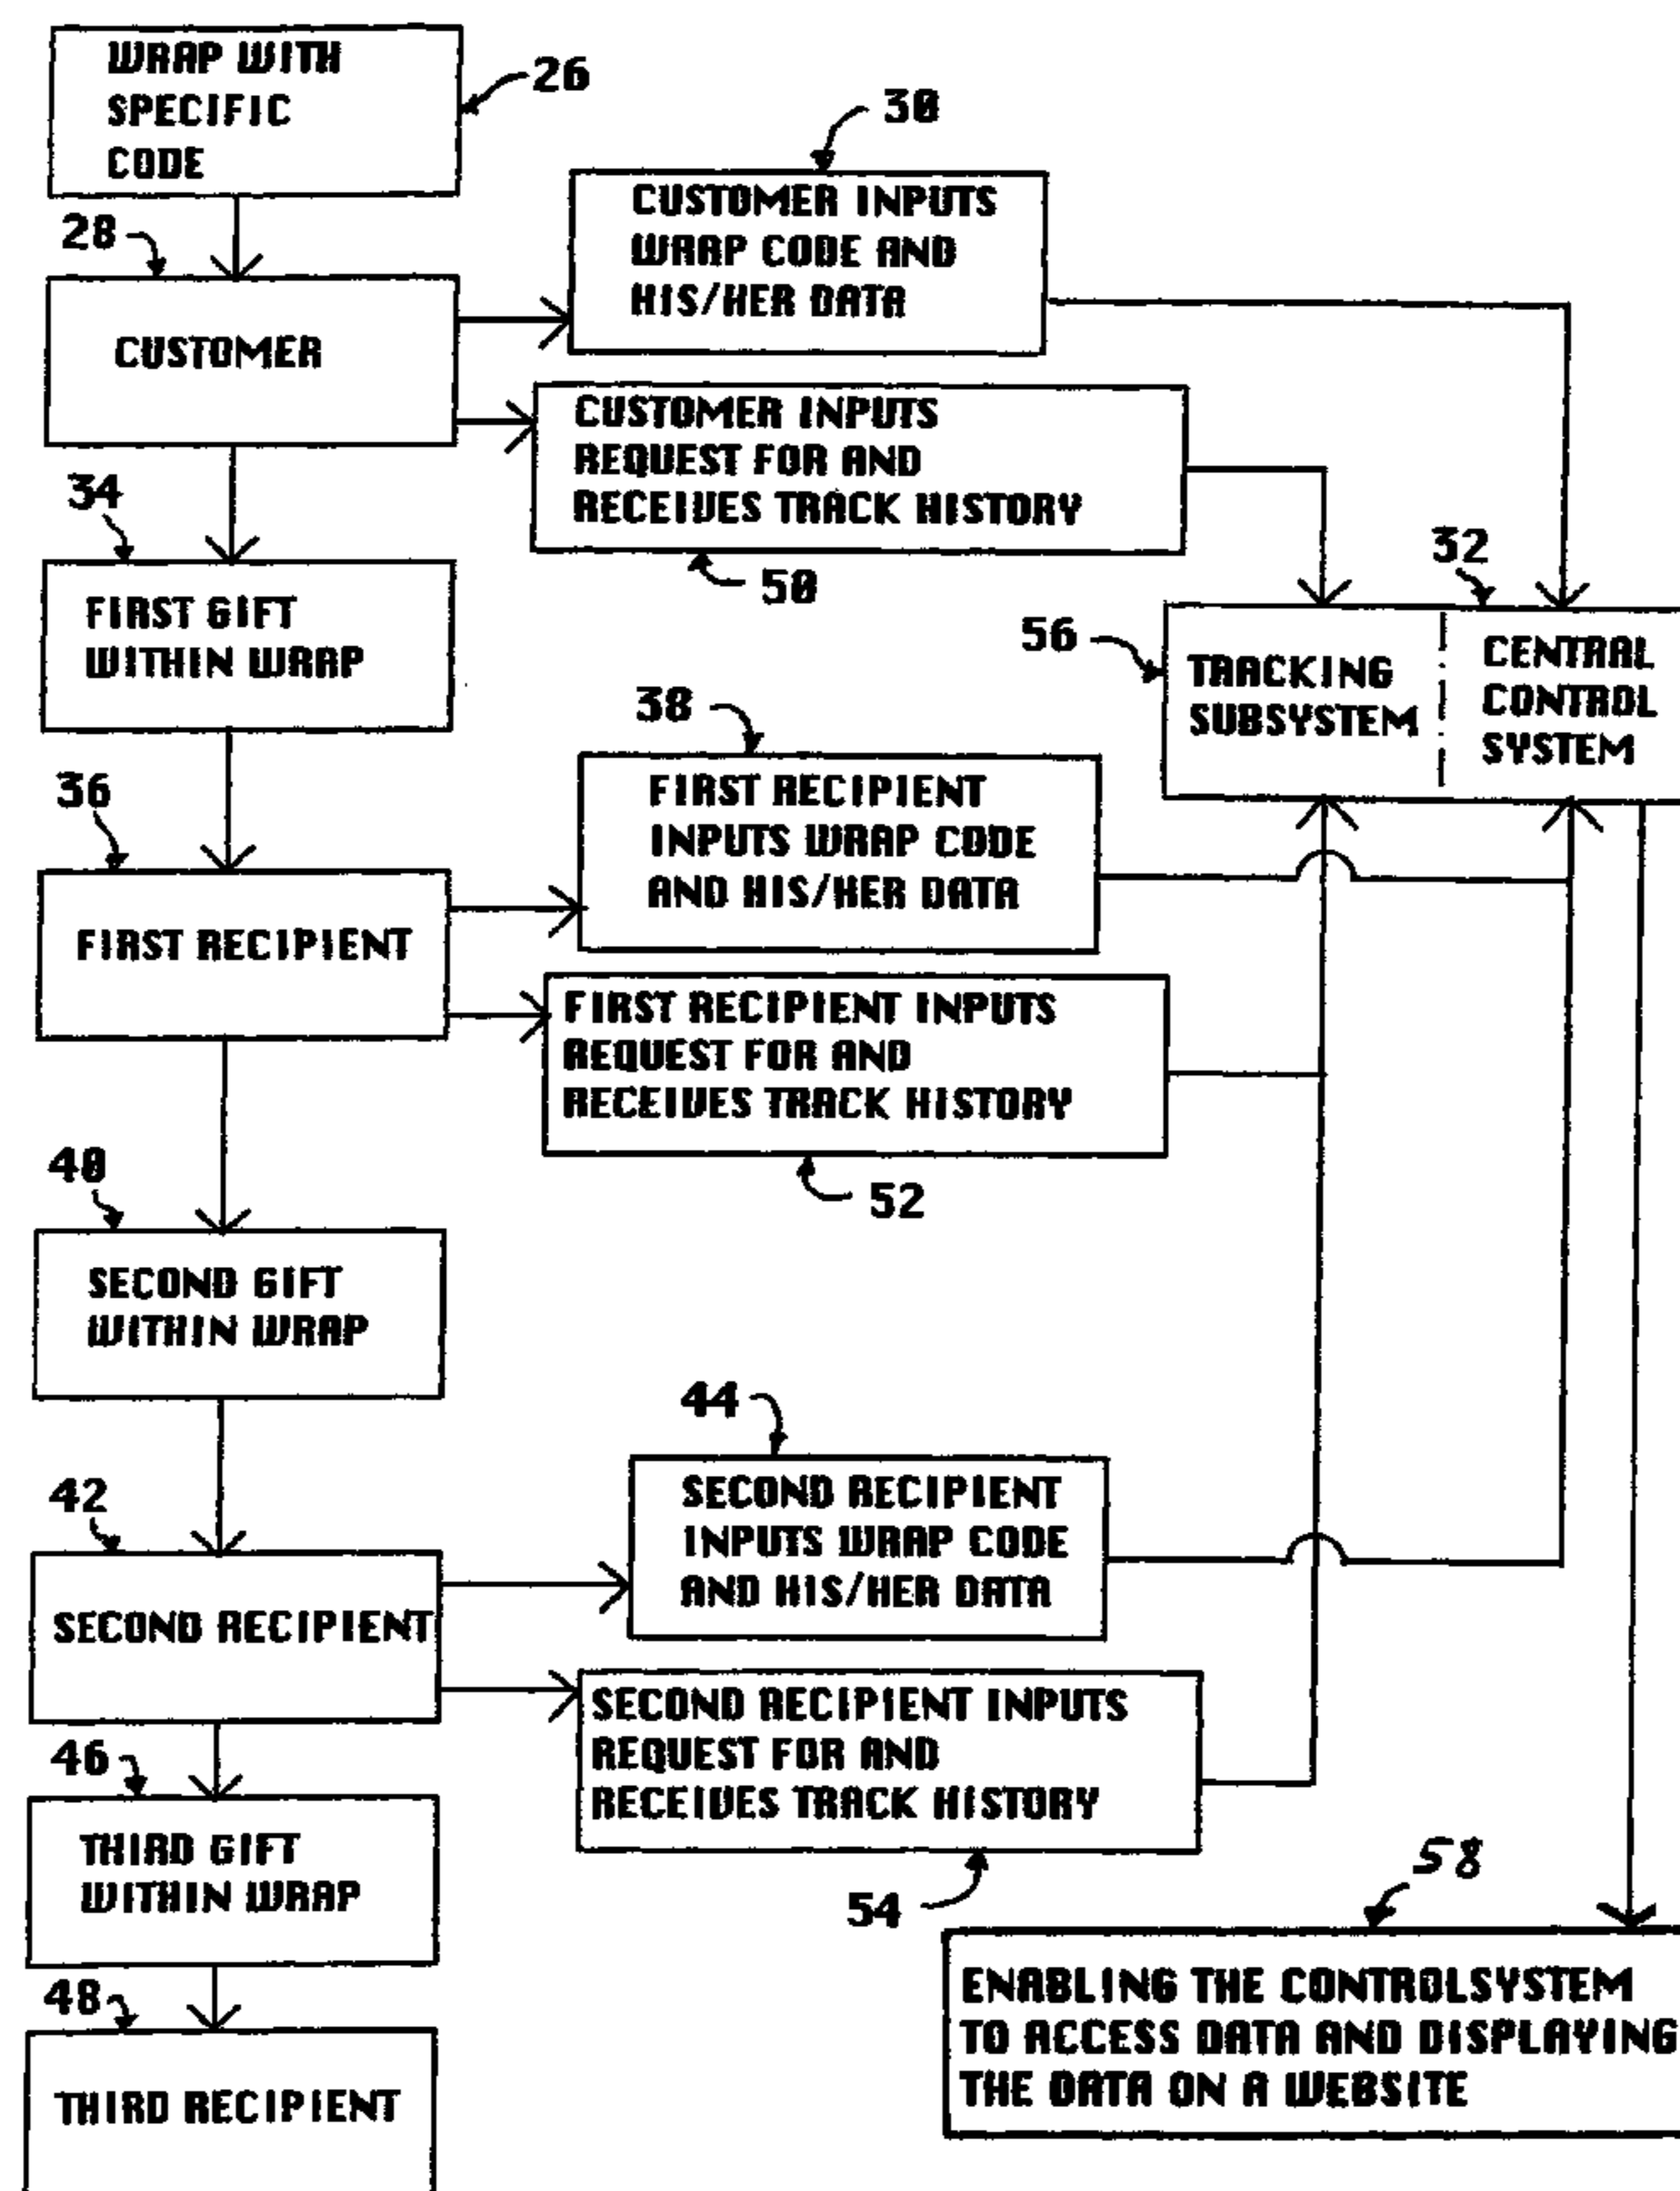 WRAP WITH
SPECIFIC
CODE
26
28
CUSTOMER
30
CUSTOMER INPUTS
WRAP CODE AND
HIS/HER DATA
CUSTOMER INPUTS
REQUEST FOR AND
RECEIVES TRACK HISTORY
50
34
FIRST GIFT
WITHIN WRAP
32
56
TRACKING
SUBSYSTEM
CENTRAL
CONTROL
SYSTEM
38
FIRST RECIPIENT
INPUTS WRAP CODE
AND HIS/HER DATA
36
FIRST RECIPIENT
FIRST RECIPIENT INPUTS
REQUEST FOR AND
RECEIVES TRACK HISTORY
52
40
SECOND GIFT
WITHIN WRAP
44
SECOND RECIPIENT
INPUTS WRAP CODE
AND HIS/HER DATA
42
SECOND RECIPIENT
SECOND RECIPIENT INPUTS
REQUEST FOR AND
RECEIVES TRACK HISTORY
54
46
THIRD GIFT
WITHIN WRAP
48
THIRD RECIPIENT
58
ENABLING THE CONTROLSYSTEM
TO ACCESS DATA AND DISPLAYING
THE DATA ON A WEBSITE